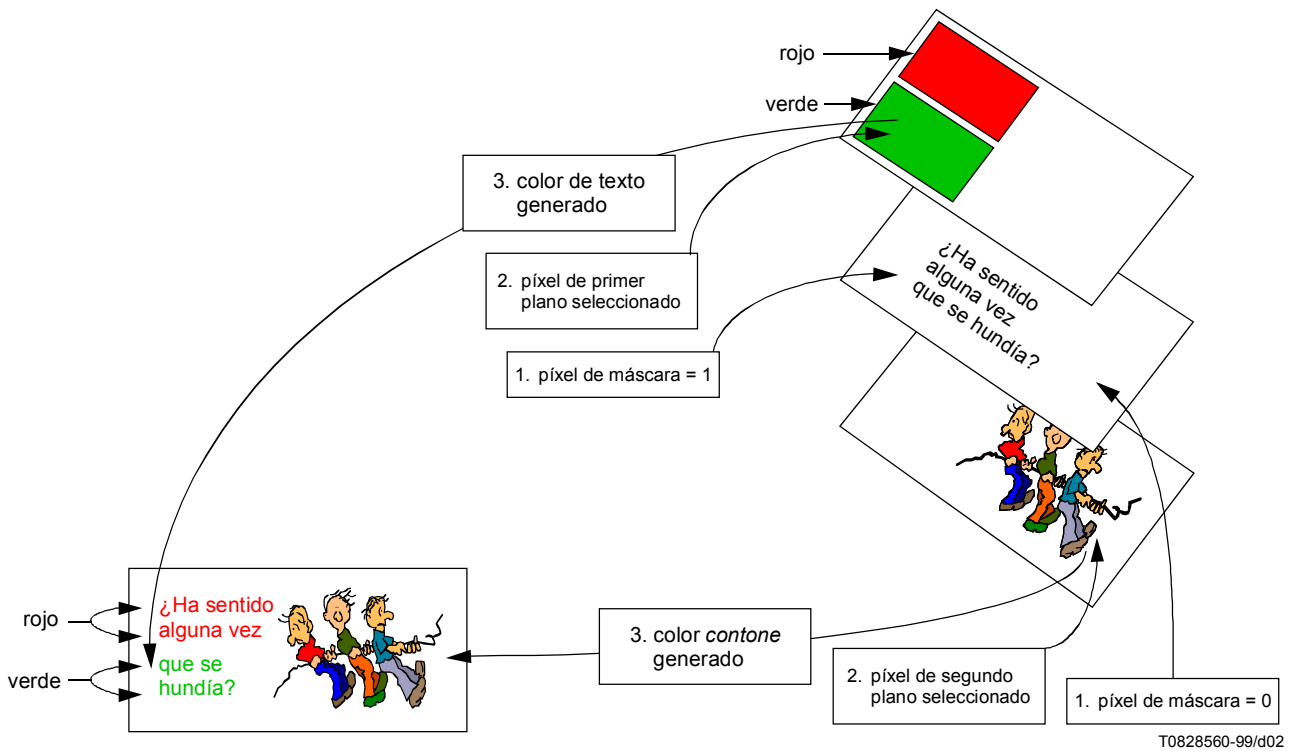 rojo
verde
3. color de texto
generado
2. píxel de primer
plano seleccionado
1. píxel de máscara = 1
¿Ha sentido
alguna vez
que se hundía?
rojo
verde
¿Ha sentido
alguna vez
que se
hundía?
3. color contone
generado
2. píxel de segundo
plano seleccionado
1. píxel de máscara = 0
T0828560-99/d02